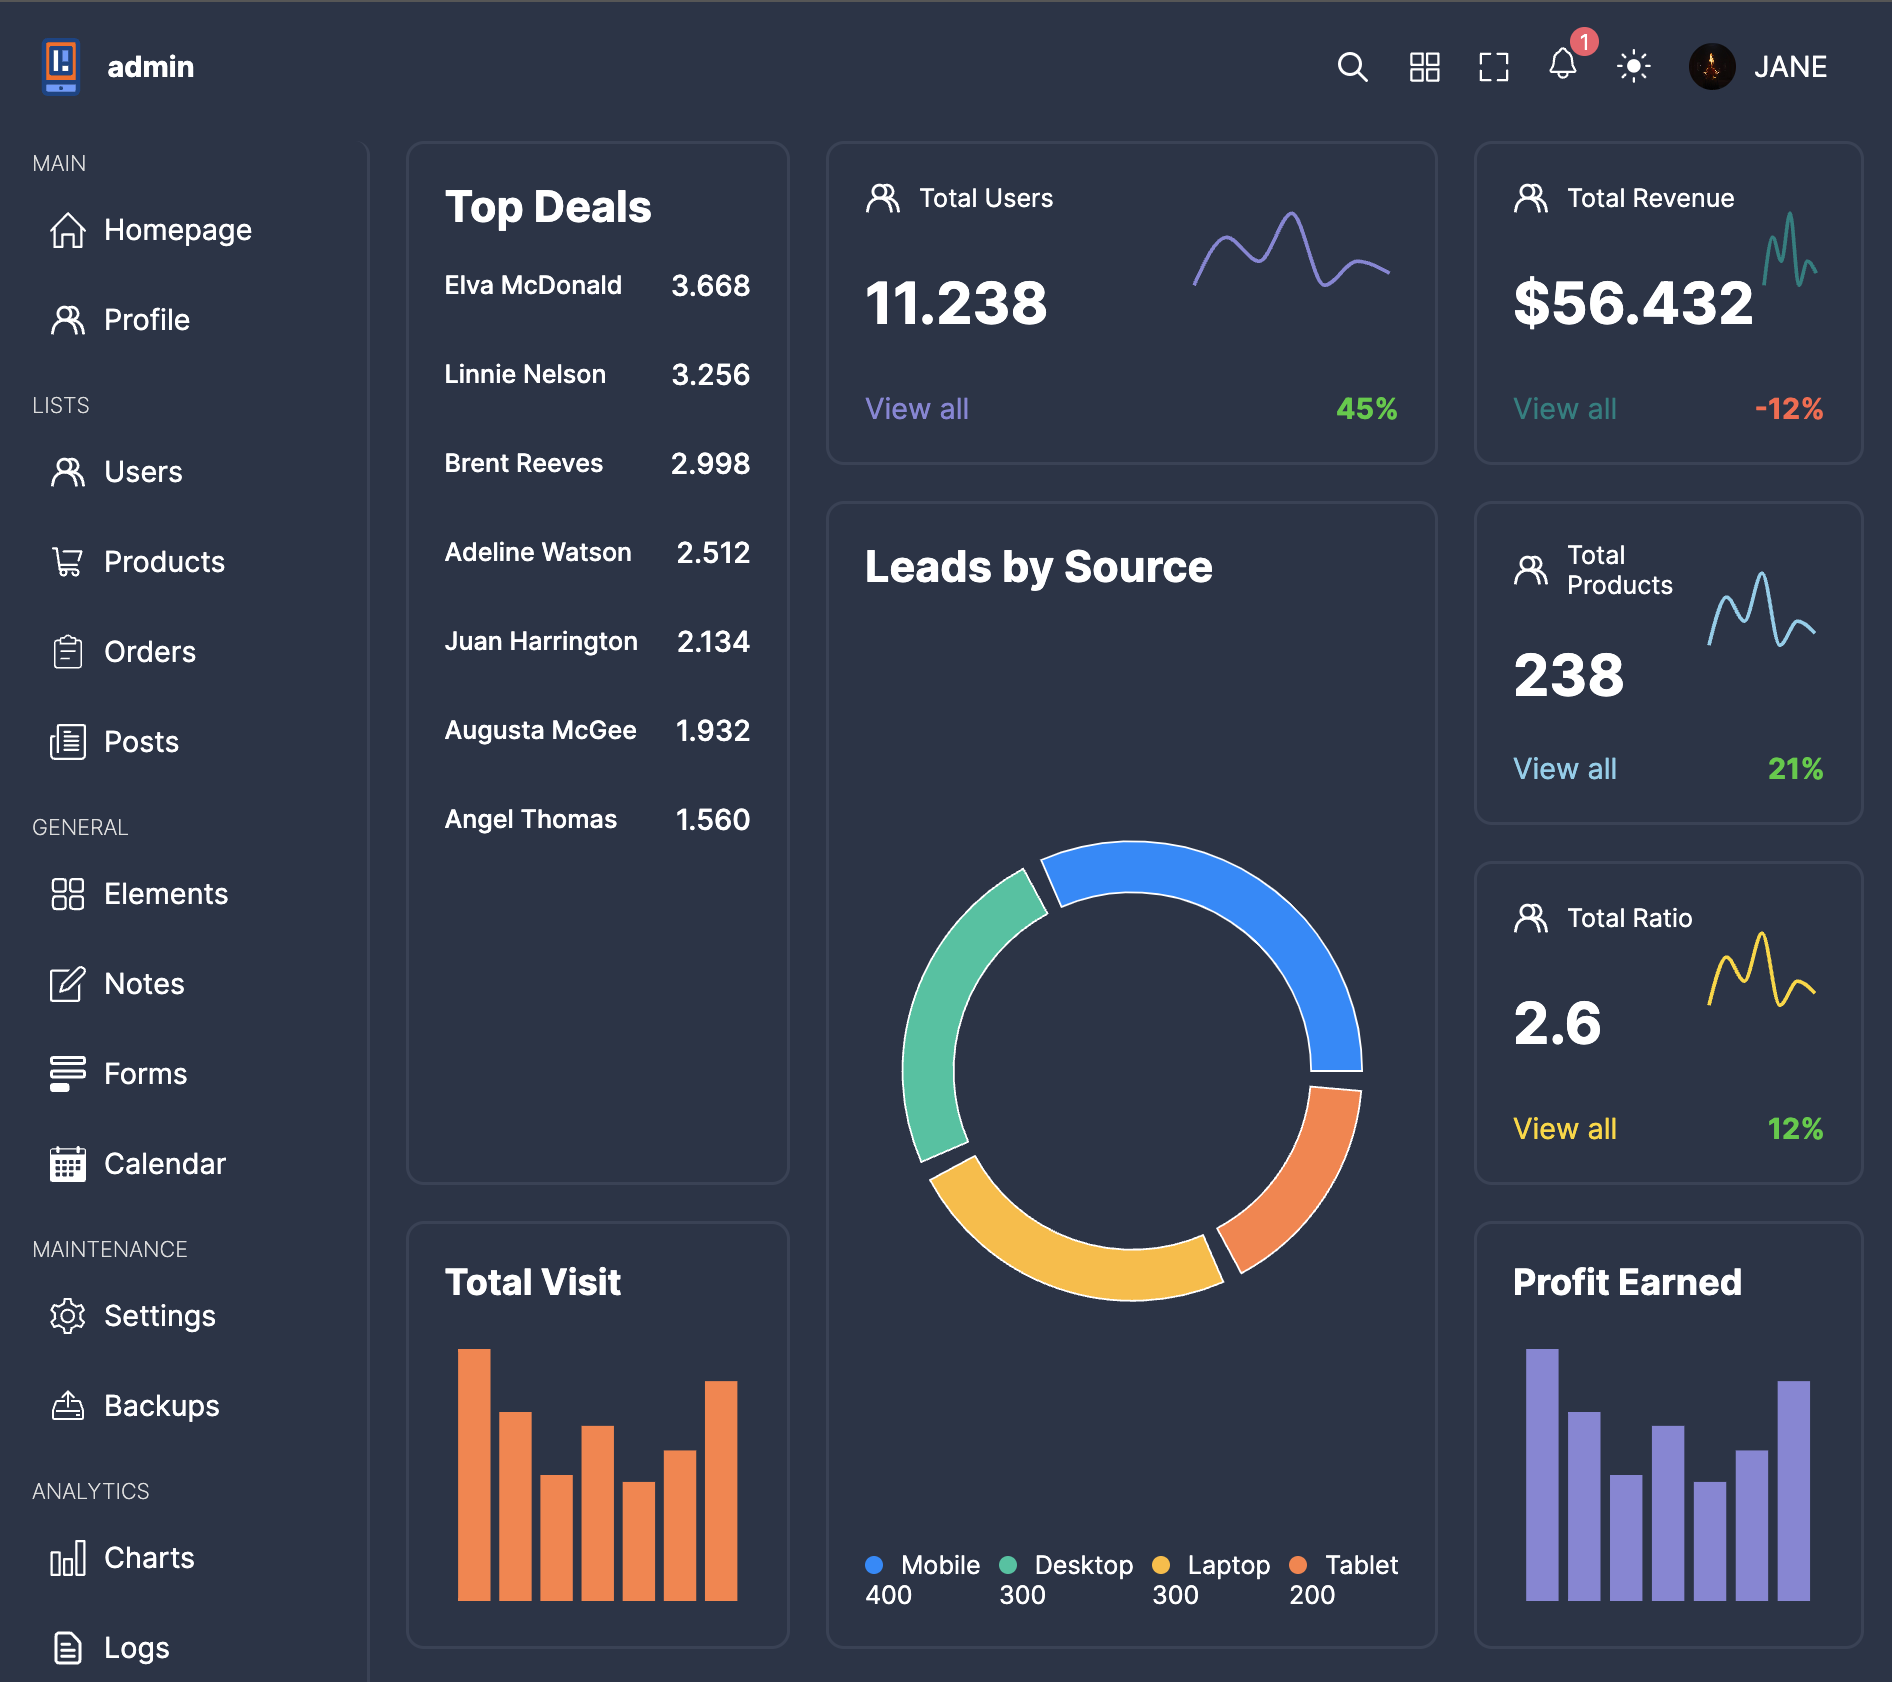 admin
1
JANE
MAIN
Homepage
Profile
LISTS
Users
Products
Orders
Posts
GENERAL
Elements
Notes
Forms
Calendar
MAINTENANCE
Settings
Backups
ANALYTICS
Charts
Logs
Top Deals
Elva McDonald 3.668
Linnie Nelson 3.256
Brent Reeves 2.998
Adeline Watson 2.512
Juan Harrington 2.134
Augusta McGee 1.932
Angel Thomas 1.560
Total Visit
Total Users
11.238
View all 45%
Leads by Source
Mobile Desktop Laptop Tablet
400 300 300 200
Total Revenue
$56.432
View all -12%
Total
Products
238
View all 21%
Total Ratio
2.6
View all 12%
Profit Earned